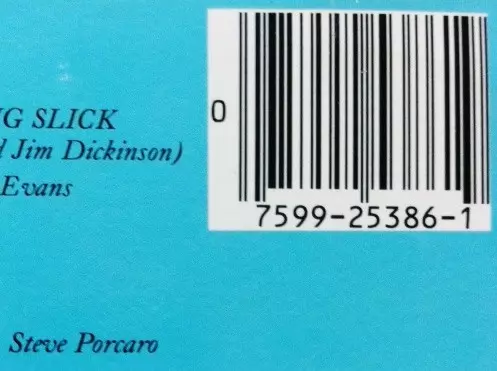 0
G SLICK
Jim Dickinson)
Evans
7599-25386-1
Steve Porcaro